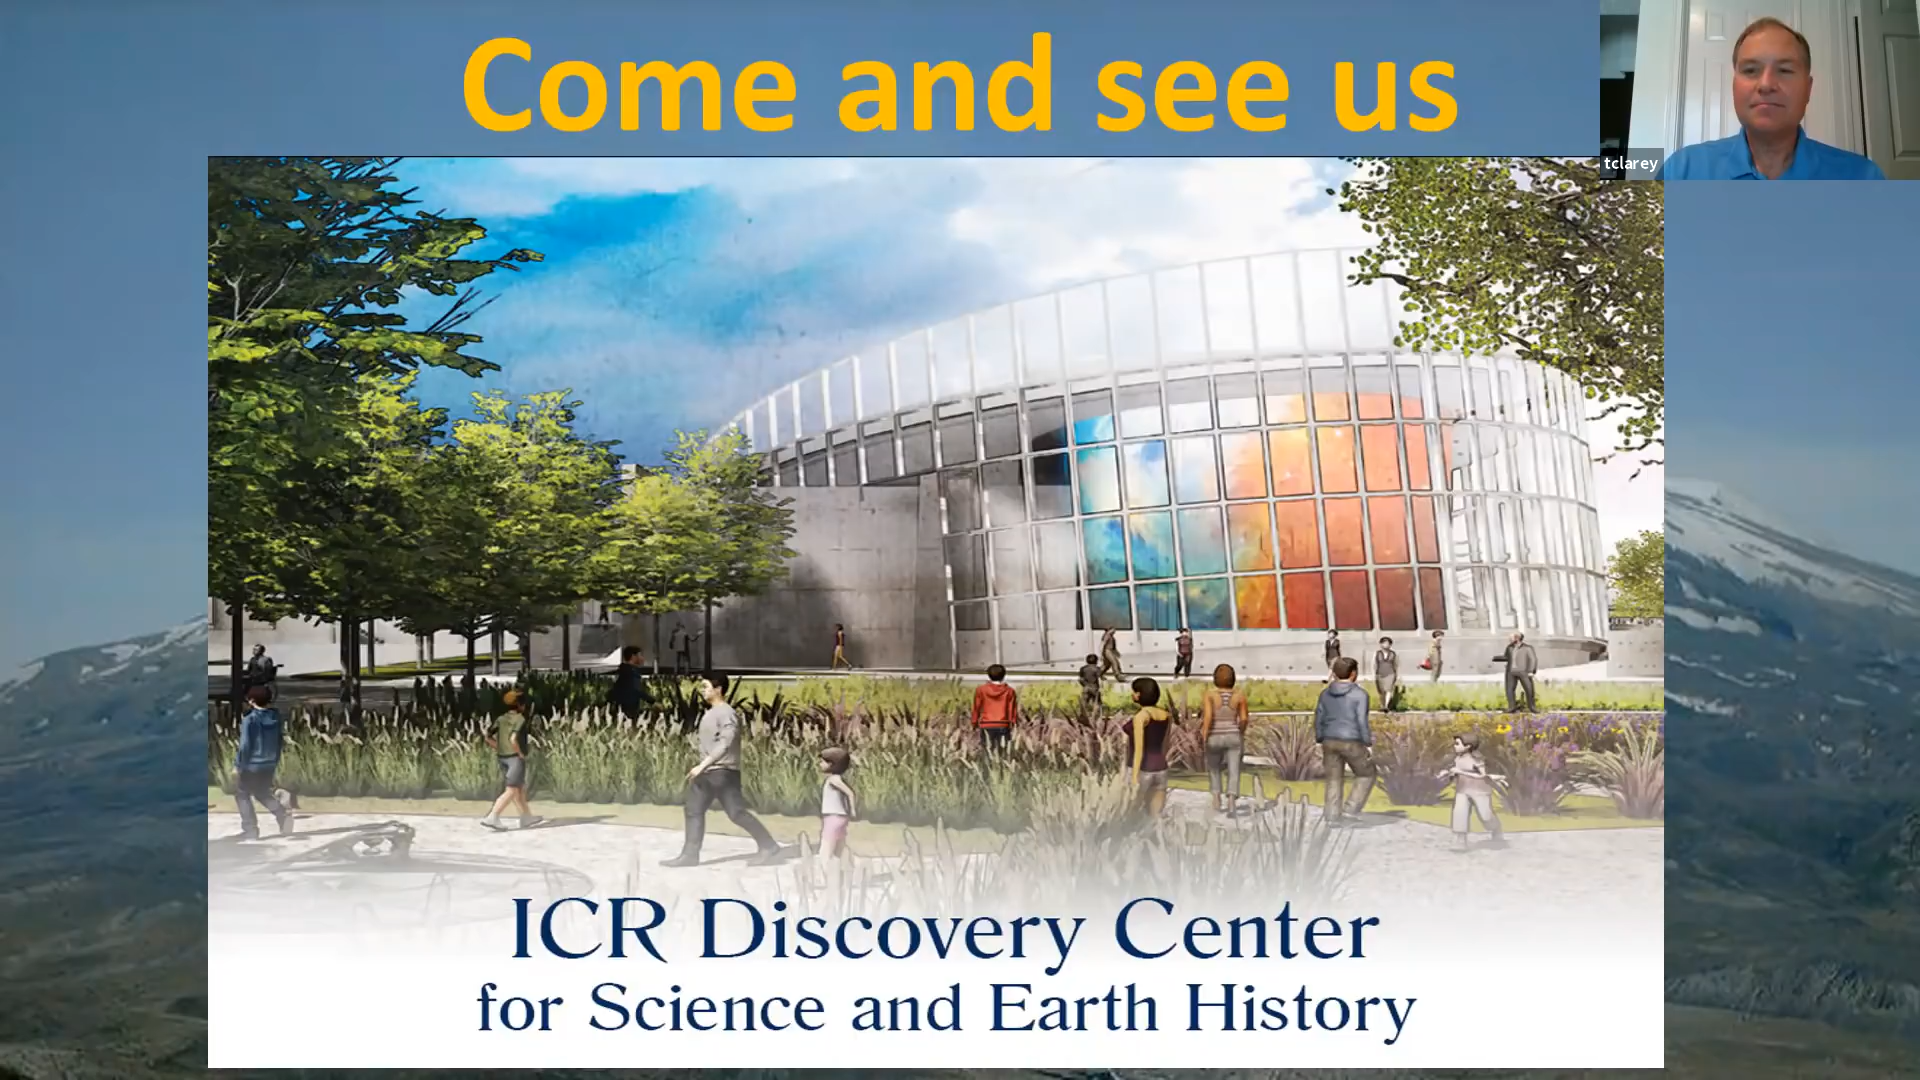 Come and see us
tclarey
ICR Discovery Center
for Science and Earth History